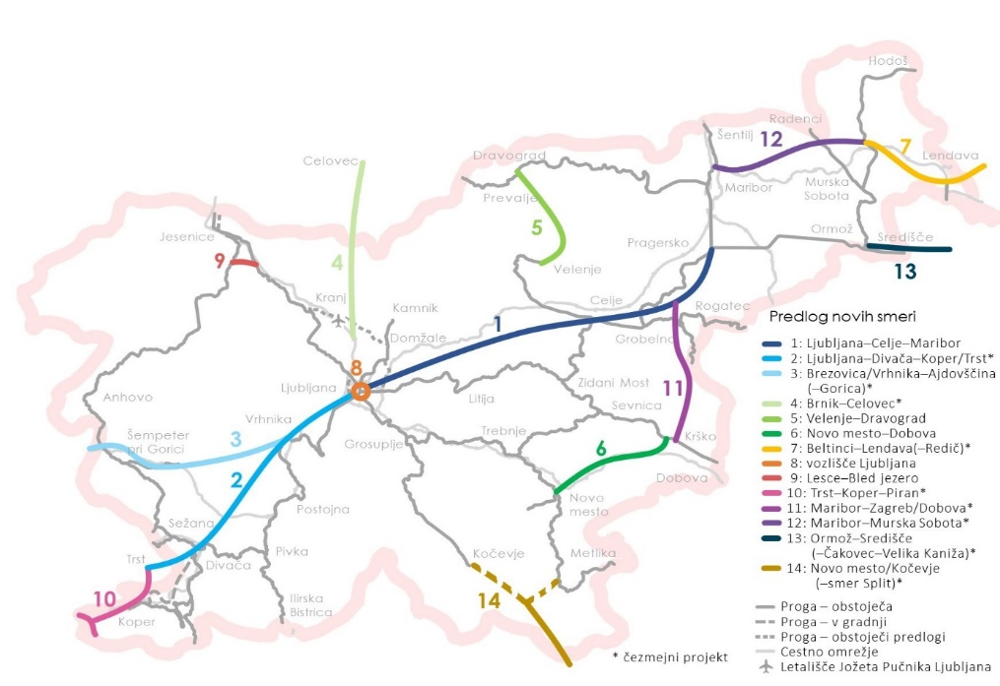 Hodoš
Radenci
Šentilj
12
7
Lendava
Celovec
Dravograd
Prevalje
Maribor
Murska
Sobota
5
Jesenice
9
4
Pragersko
Ormož
Središče
13
Velenje
Kranj
Kamnik
Celje
Rogatec
1
Domžale
Grobelno
8
Ljubljana
Zidani Most
11
Anhovo
Litija
Sevnica
Vrhnika
Trebnje
Šempeter
pri Gorici
3
Grosuplje
Krško
6
Dobova
2
Novo
mesto
Postojna
Sežana
Pivka
Kočevje
Metlika
Trst
Divača
10
14
Koper
Ilirska
Bistrica
Predlog novih smeri
1: Ljubljana–Celje–Maribor
2: Ljubljana–Divača–Koper/Trst*
3: Brezovica/Vrhnika–Ajdovščina
(–Gorica)*
4: Brnik–Celovec*
5: Velenje–Dravograd
6: Novo mesto–Dobova
7: Beltinci–Lendava(–Redič)*
8: vozlišče Ljubljana
9: Lesce–Bled jezero
10: Trst–Koper–Piran*
11: Maribor–Zagreb/Dobova*
12: Maribor–Murska Sobota*
13: Ormož–Središče
(–Čakovec–Velika Kaniža)*
14: Novo mesto/Kočevje
(–smer Split)*
Proga – obstoječa
Proga – v gradnji
Proga – obstoječi predlogi
Cestno omrežje
Letališče Jožeta Pučnika Ljubljana
* čezmejni projekt